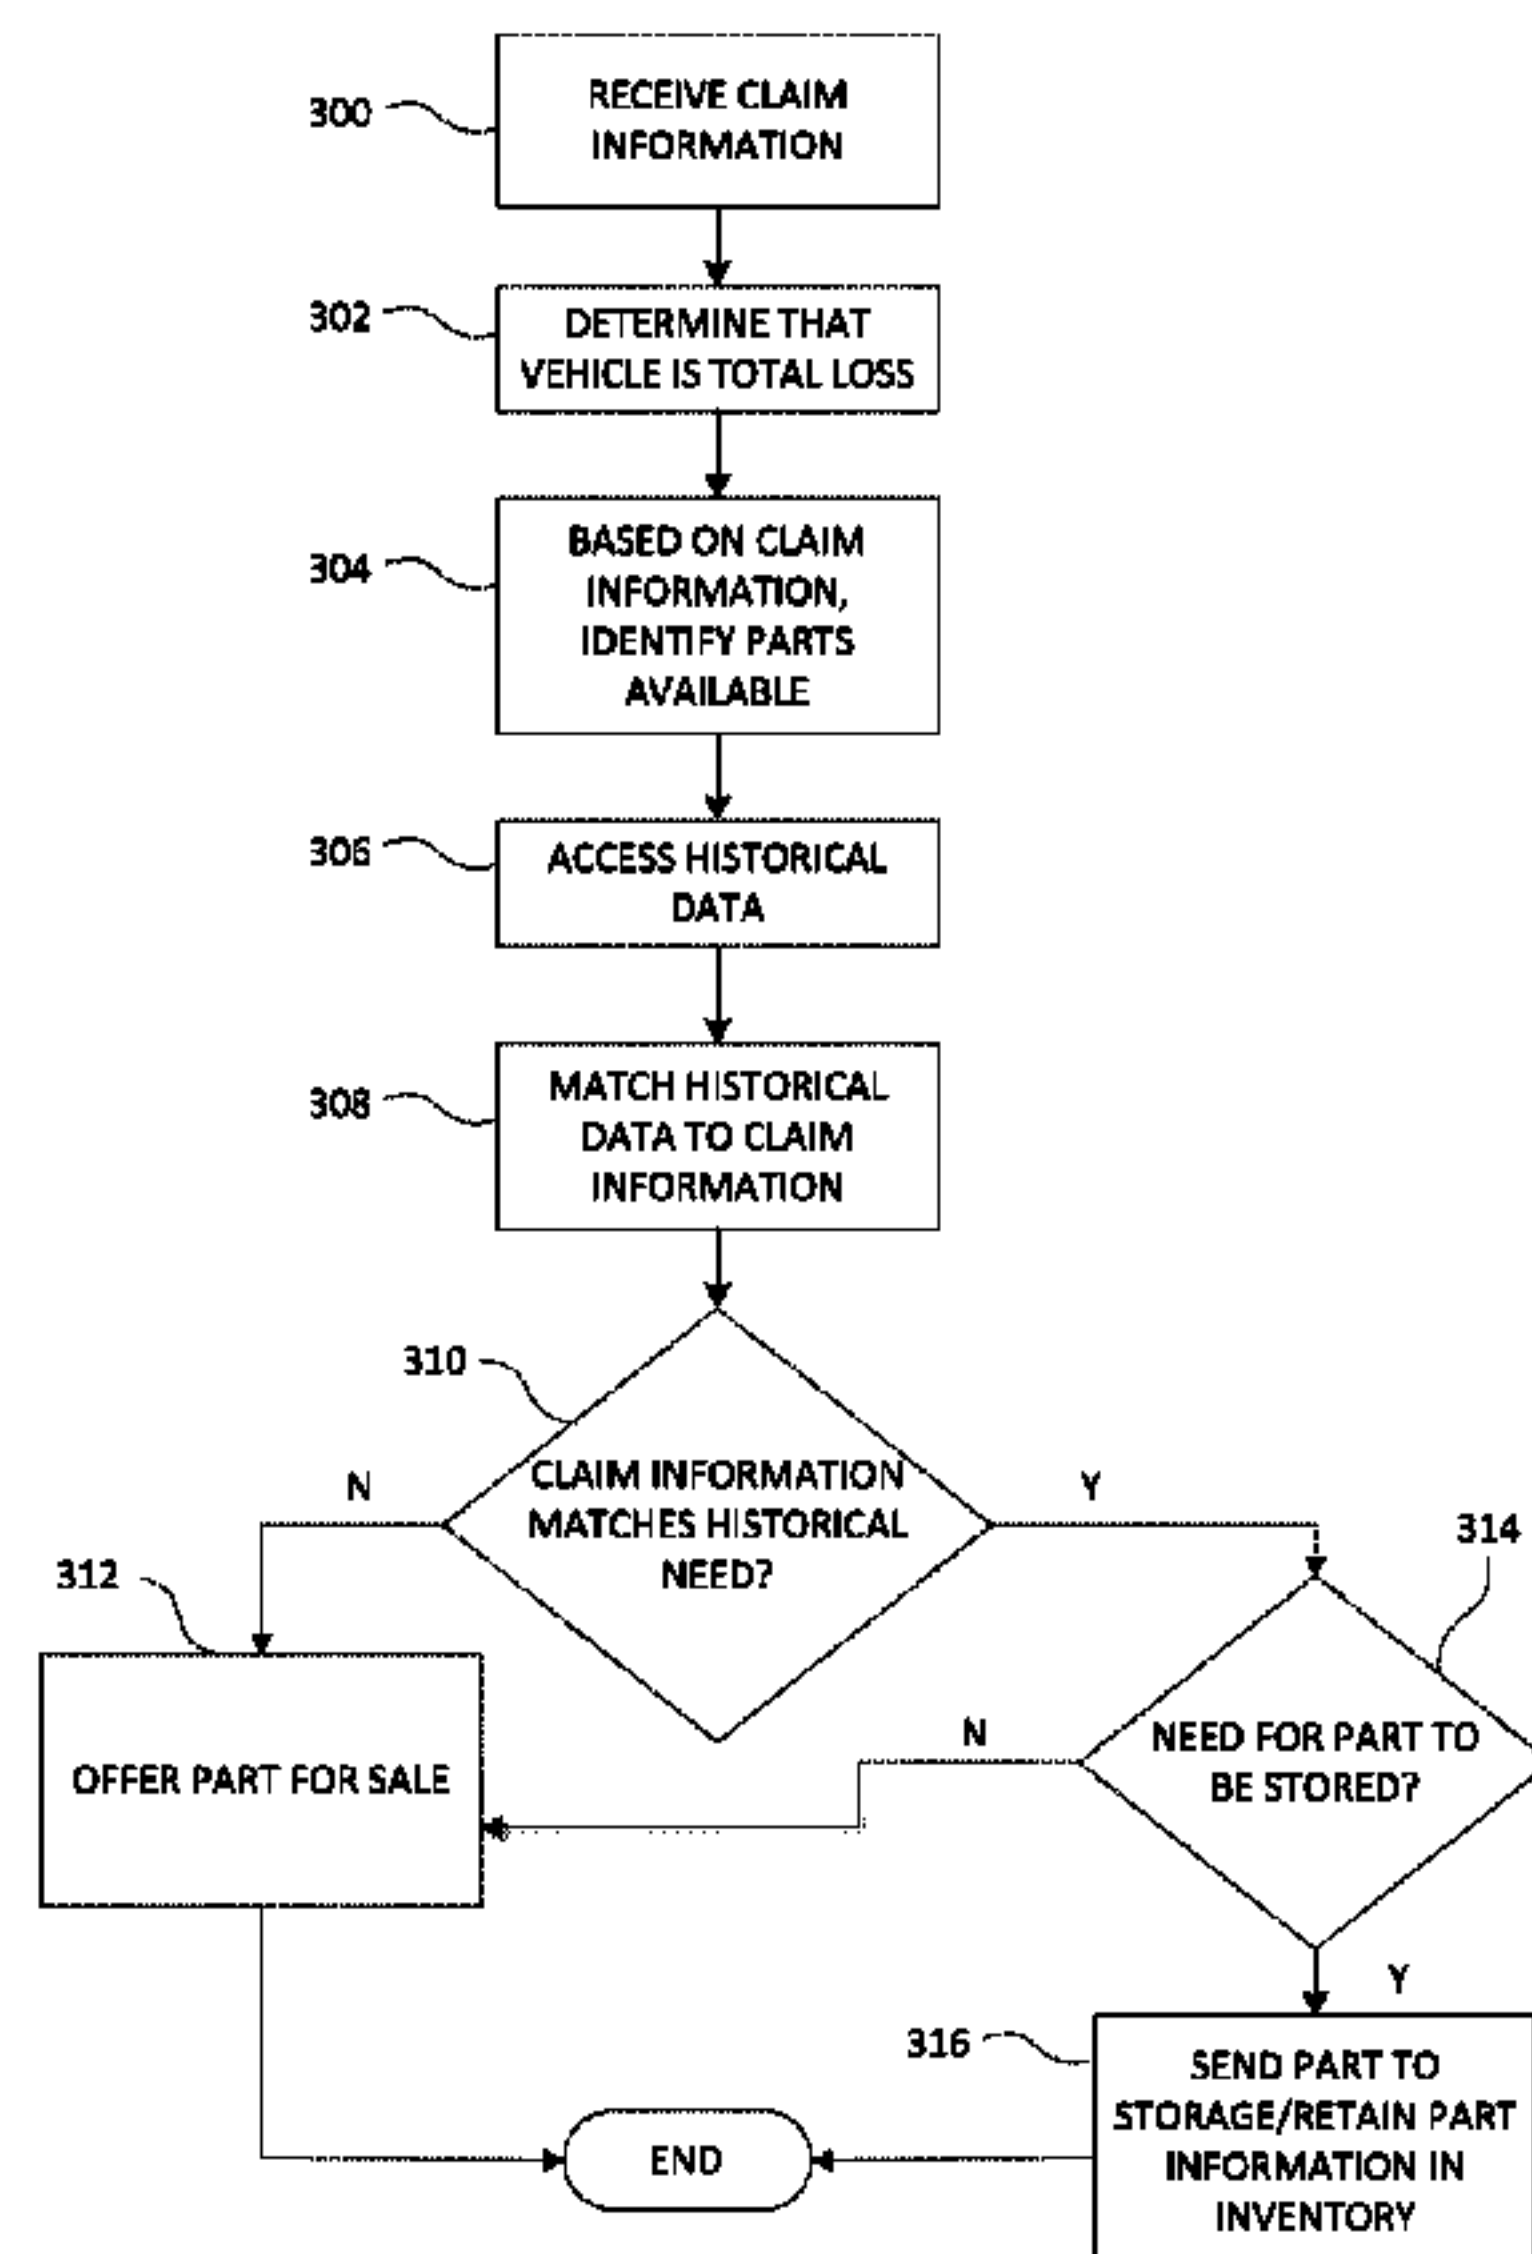 300
RECEIVE CLAIM
INFORMATION
302
DETERMINE THAT
VEHICLE IS TOTAL LOSS
304
BASED ON CLAIM
INFORMATION,
IDENTIFY PARTS
AVAILABLE
306
ACCESS HISTORICAL
DATA
308
MATCH HISTORICAL
DATA TO CLAIM
INFORMATION
310
CLAIM INFORMATION
MATCHES HISTORICAL
NEED?
N
Y
312
OFFER PART FOR SALE
314
NEED FOR PART TO
BE STORED?
N
Y
316
SEND PART TO
STORAGE/RETAIN PART
INFORMATION IN
INVENTORY
END